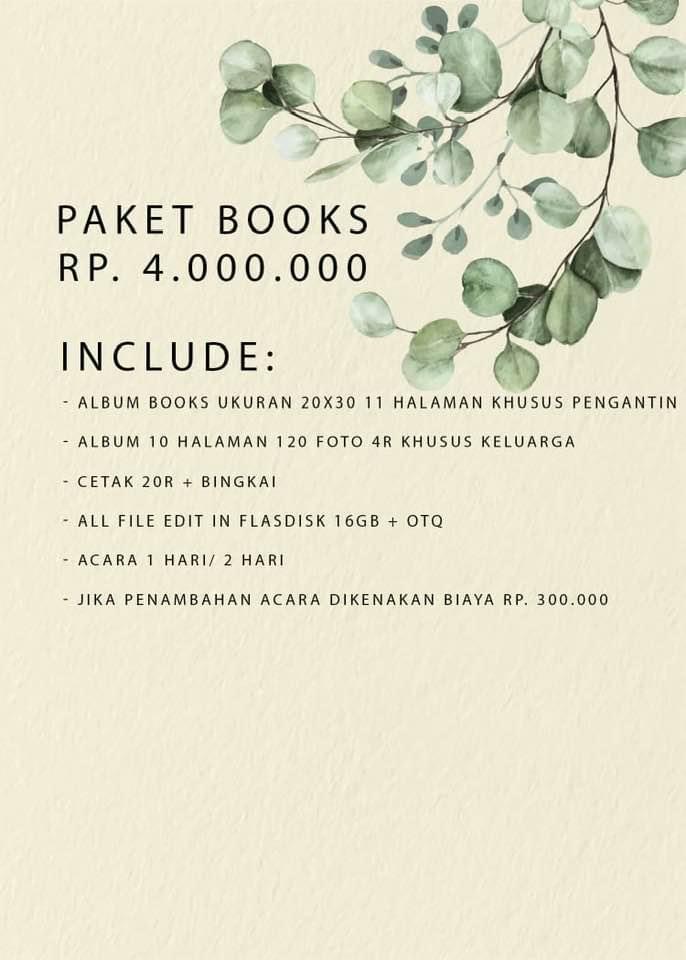 PAKET BOOKS
RP. 4.000.000
INCLUDE:
- ALBUM BOOKS UKURAN 20X30 11 HALAMAN KHUSUS PENGANTIN
- ALBUM 10 HALAMAN 120 FOTO 4R KHUSUS KELUARGA
- CETAK 20R + BINGKAI
- ALL FILE EDIT IN FLASDISK 16GB + OTQ
- ACARA 1 HARI/ 2 HARI
- JIKA PENAMBAHAN ACARA DIKENAKAN BIAYA RP. 300.000